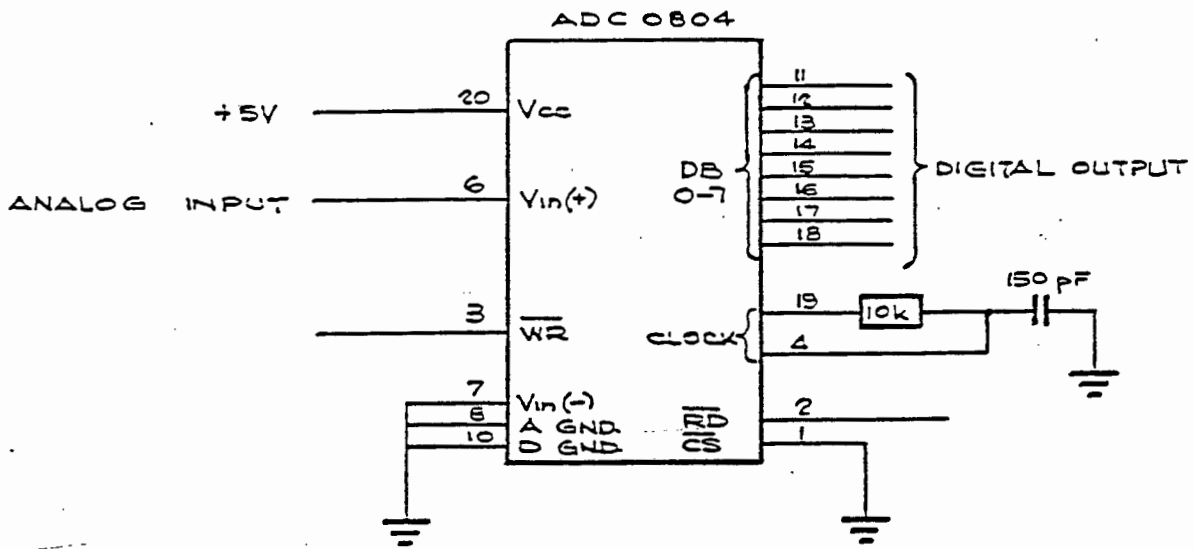 ADC 0804
+5V
20
Vcc
ANALOG INPUT
6
Vin(+)
3
WR
7
Vin(-)
8
A GND
10
D GND
DB
0-7
11
12
13
14
15
16
17
18
DIGITAL OUTPUT
CLOCK
19
10k
150 pF
4
RD
2
CS
1